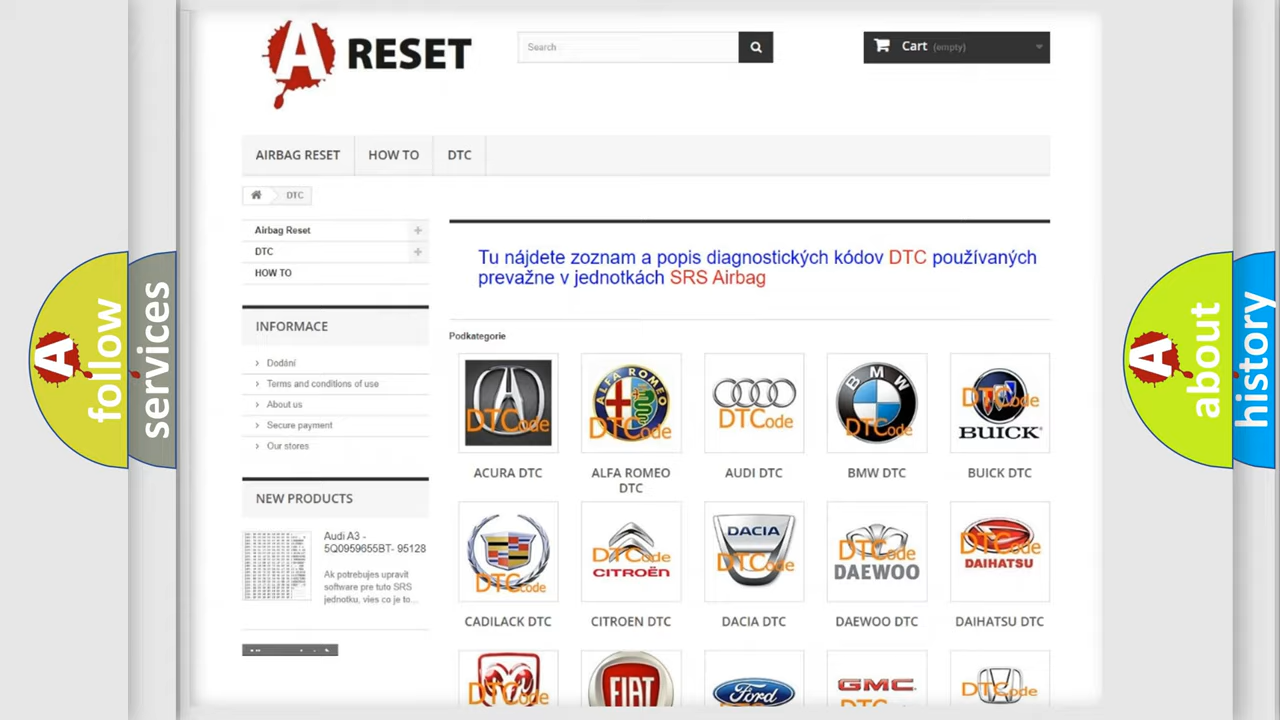 A RESET
Search
Cart (empty)
AIRBAG RESET
HOW TO
DTC
DTC
Airbag Reset
DTC
HOW TO
INFORMACE
Dodání
Terms and conditions of use
About us
Secure payment
Our stores
NEW PRODUCTS
Audi A3 -
5Q0959655BT- 95128
Ak potrebujes upravit
software pre tuto SRS
jednotku, vies co je to...
Tu nájdete zoznam a popis diagnostických kódov DTC používaných
prevažne v jednotkách SRS Airbag
Podkategorie
DTCode
ALFA ROMEO
DTCode
DTCode
BMW
DTCode
DTCode
BUICK
ACURA DTC
ALFA ROMEO
DTC
AUDI DTC
BMW DTC
BUICK DTC
DTCode
DTCode
CITROËN
DACIA
DTCode
DTCode
DAEWOO
DTCode
DAIHATSU
CADILACK DTC
CITROEN DTC
DACIA DTC
DAEWOO DTC
DAIHATSU DTC
DTCode
FIAT
Ford
GMC
DTCode
A follow
services
A about
history